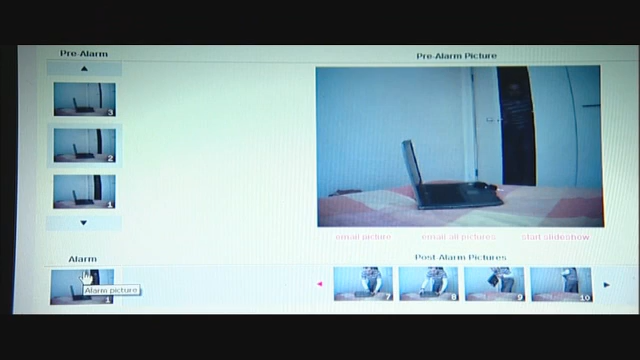 Pre-Alarm
Pre-Alarm Picture
3
2
1
email picture
email all pictures
start slideshow
Alarm
Post-Alarm Pictures
1
Alarm picture
7
8
9
10